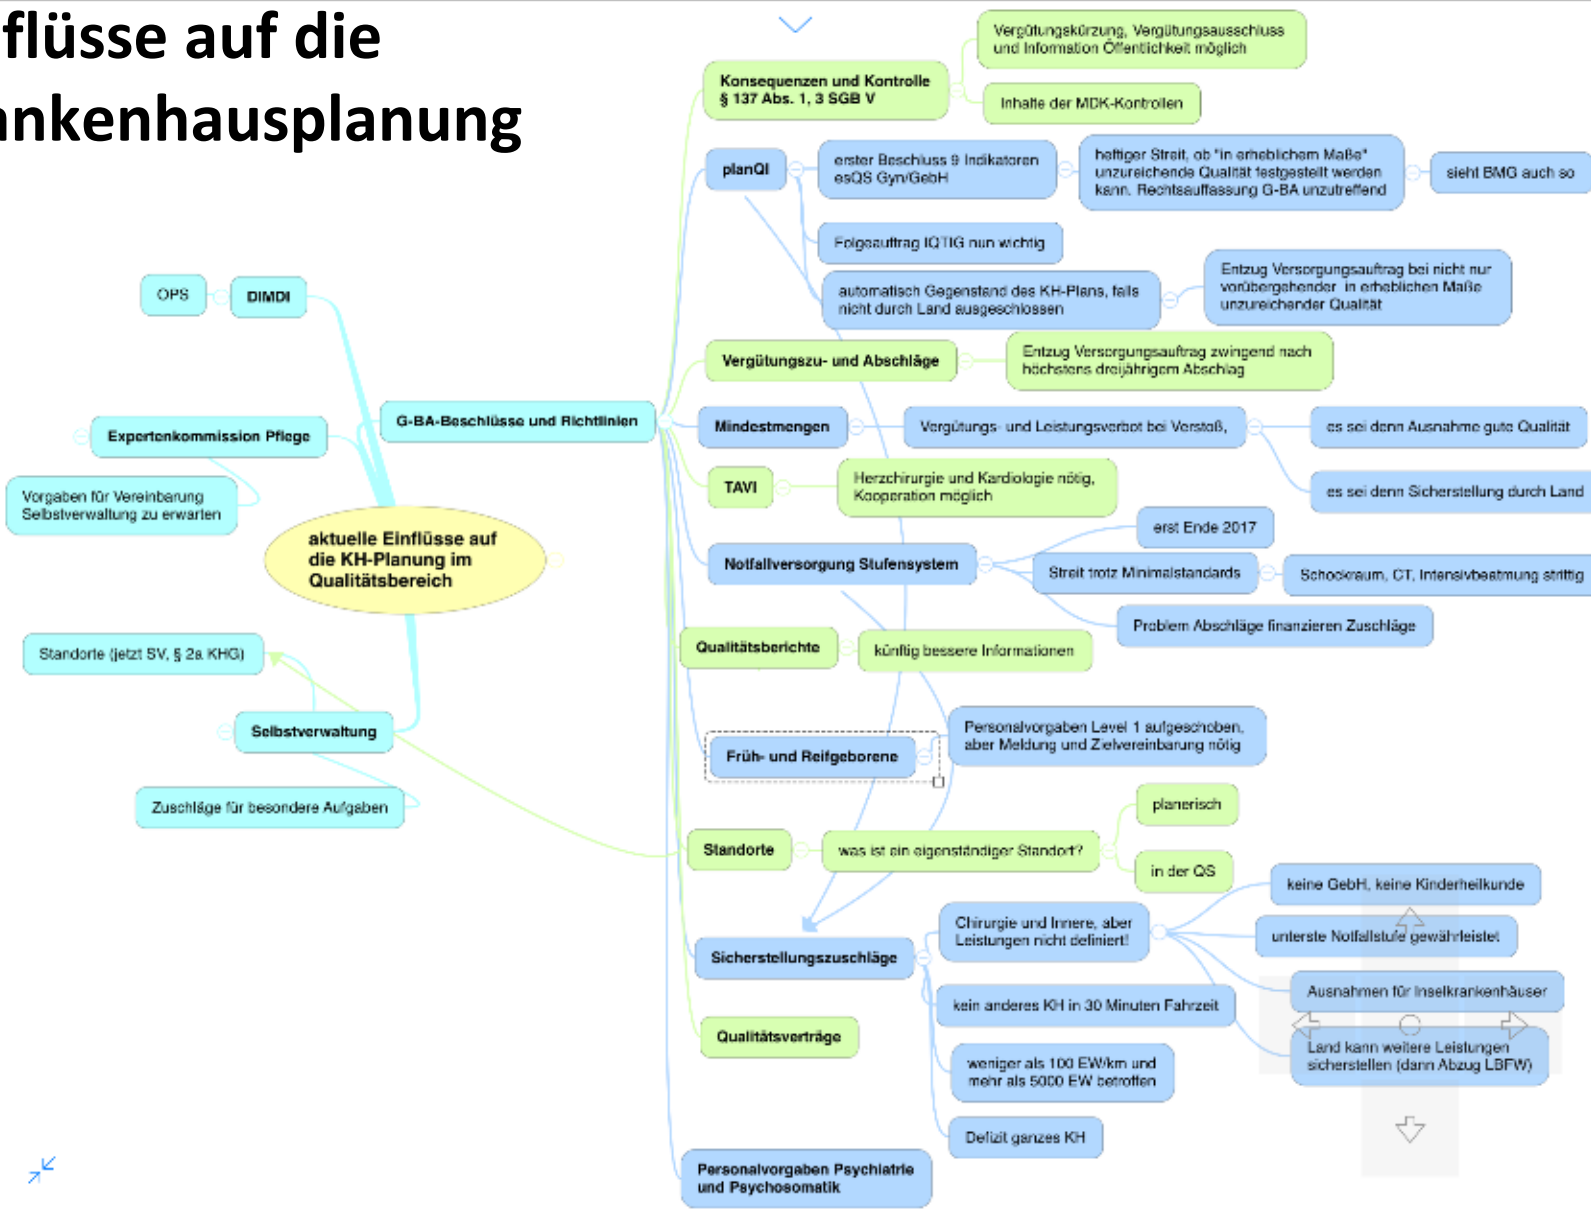 flüsse auf die
ankenhausplanung
Vergütungskürzung, Vergütungsausschluss
und Information Öffentlichkeit möglich
Konsequenzen und Kontrolle
§ 137 Abs. 1, 3 SGB V
Inhalte der MDK-Kontrollen
planQI
erster Beschluss 9 Indikatoren
esQS Gyn/GebH
heftiger Streit, ob "in erheblichem Maße"
unzureichende Qualität festgestellt werden
kann. Rechtsauffassung G-BA unzutreffend
sieht BMG auch so
Folgeauftrag IQTIG nun wichtig
automatisch Gegenstand des KH-Plans, falls
nicht durch Land ausgeschlossen
Entzug Versorgungsauftrag bei nicht nur
vorübergehender in erheblichen Maße
unzureichender Qualität
OPS
DIMDI
Vergütungszu- und Abschläge
Entzug Versorgungsauftrag zwingend nach
höchstens dreijährigem Abschlag
G-BA-Beschlüsse und Richtlinien
Mindestmengen
Vergütungs- und Leistungsverbot bei Verstoß,
es sei denn Ausnahme gute Qualität
es sei denn Sicherstellung durch Land
Expertenkommission Pflege
Vorgaben für Vereinbarung
Selbstverwaltung zu erwarten
TAVI
Herzchirurgie und Kardiologie nötig,
Kooperation möglich
aktuelle Einflüsse auf
die KH-Planung im
Qualitätsbereich
Notfallversorgung Stufensystem
erst Ende 2017
Streit trotz Minimalstandards
Schockraum, CT, Intensivbeatmung strittig
Problem Abschläge finanzieren Zuschläge
Qualitätsberichte
künftig bessere Informationen
Standorte (jetzt SV, § 2a KHG)
Selbstverwaltung
Zuschläge für besondere Aufgaben
Früh- und Reifgeborene
Personalvorgaben Level 1 aufgeschoben,
aber Meldung und Zielvereinbarung nötig
Standorte
was ist ein eigenständiger Standort?
planerisch
in der QS
Sicherstellungszuschläge
Chirurgie und Innere, aber
Leistungen nicht definiert!
keine GebH, keine Kinderheilkunde
unterste Notfallstufe gewährleistet
Ausnahmen für Inselkrankenhäuser
Land kann weitere Leistungen
sicherstellen (dann Abzug LBFW)
kein anderes KH in 30 Minuten Fahrzeit
weniger als 100 EW/km und
mehr als 5000 EW betroffen
Defizit ganzes KH
Qualitätsverträge
Personalvorgaben Psychiatrie
und Psychosomatik